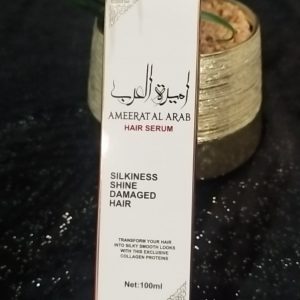 اميرة العرب
AMEERAT AL ARAB
HAIR SERUM
SILKINESS
SHINE
DAMAGED
HAIR
TRANSFORM YOUR HAIR
INTO SILKY SMOOTH LOOKS
WITH THIS EXCLUSIVE
COLLAGEN PROTEINS
Net:100ml